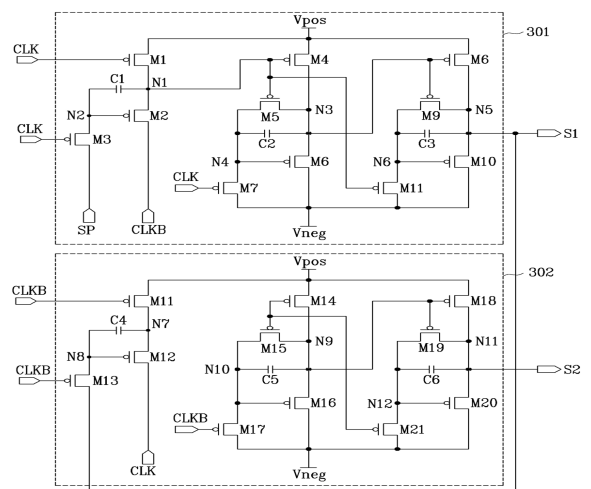 Vpos
301
CLK
M1
M4
M6
C1
N1
N2
M2
M5
N3
M9
N5
CLK
M3
C2
C3
S1
N4
M6
N6
M10
CLK
M7
M11
SP
CLKB
Vneg
Vpos
302
CLKB
M11
M14
M18
C4
N7
N8
M12
M15
N9
M19
N11
CLKB
M13
N10
C5
C6
S2
M16
N12
M20
CLKB
M17
M21
CLK
Vneg